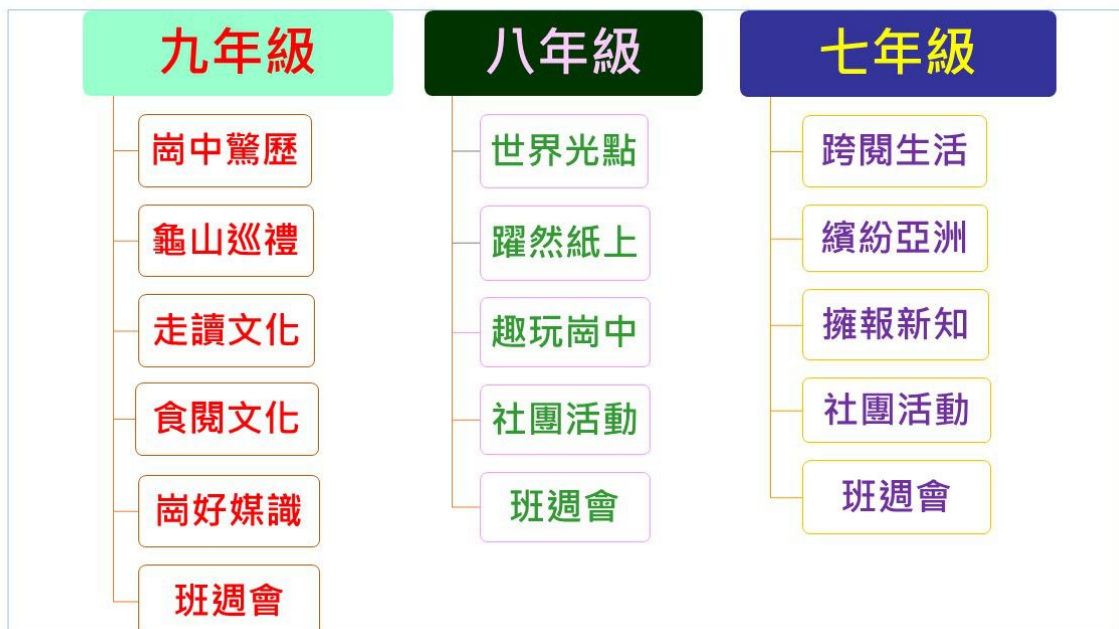 九年級
崗中驚歷
龜山巡禮
走讀文化
食閱文化
崗好媒識
班週會
八年級
世界光點
躍然紙上
趣玩崗中
社團活動
班週會
七年級
跨閱生活
繽紛亞洲
擁報新知
社團活動
班週會